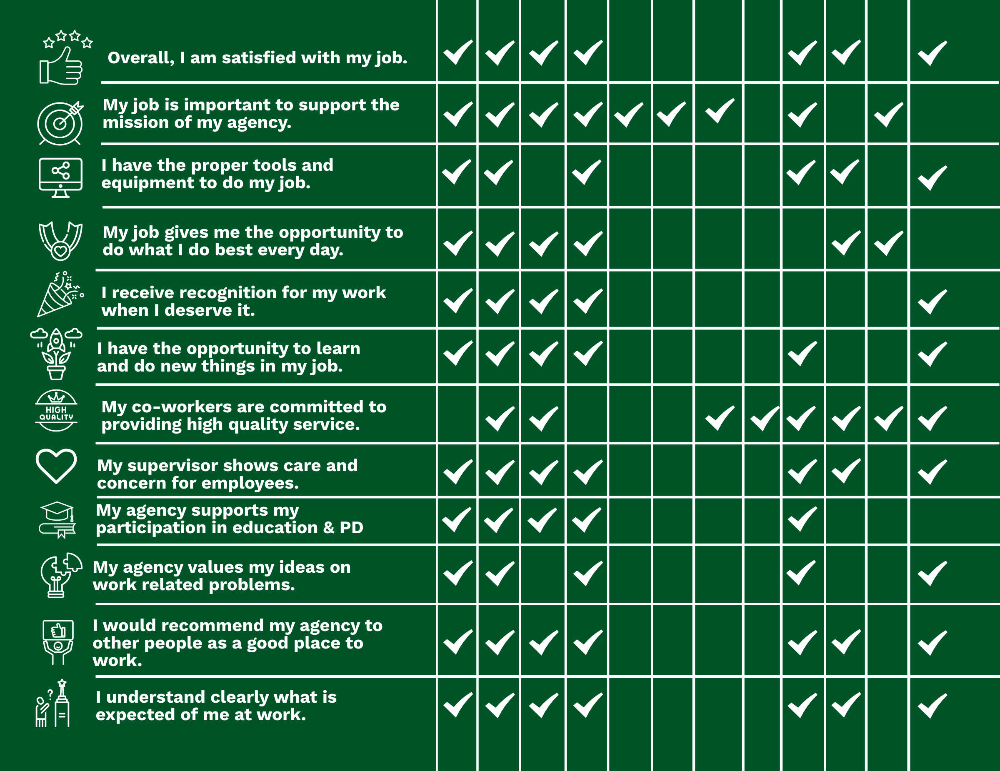 Overall, I am satisfied with my job.
My job is important to support the
mission of my agency.
I have the proper tools and
equipment to do my job.
My job gives me the opportunity to
do what I do best every day.
I receive recognition for my work
when I deserve it.
I have the opportunity to learn
and do new things in my job.
HIGH
QUALITY
My co-workers are committed to
providing high quality service.
My supervisor shows care and
concern for employees.
My agency supports my
participation in education & PD
My agency values my ideas on
work related problems.
I would recommend my agency to
other people as a good place to
work.
?
I understand clearly what is
expected of me at work.